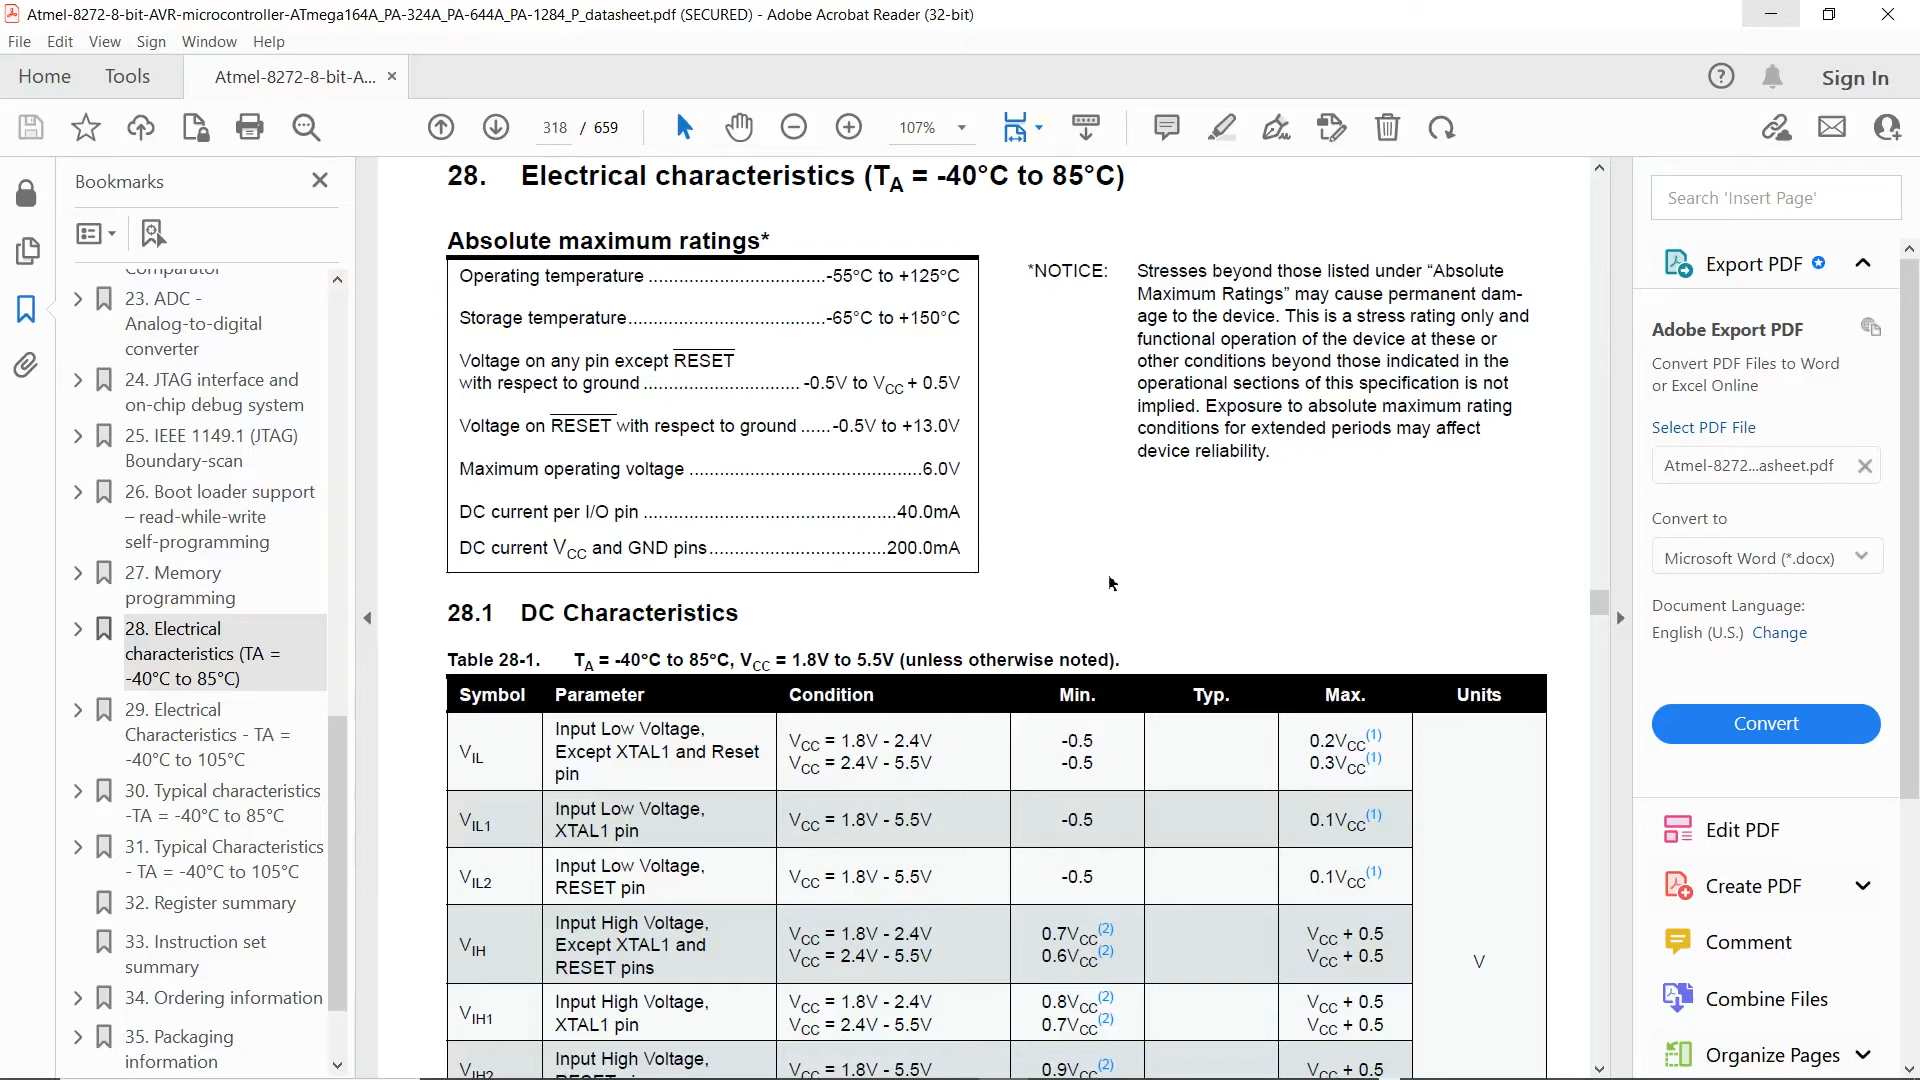 Atmel-8272-8-bit-AVR-microcontroller-ATmega164A_PA-324A_PA-644A_PA-1284_P_datasheet.pdf (SECURED) - Adobe Acrobat Reader (32-bit)
File Edit View Sign Window Help
Home Tools Atmel-8272-8-bit-A... × Sign In
318 / 659 107%
Bookmarks
Comparator
23. ADC -
Analog-to-digital
converter
24. JTAG interface and
on-chip debug system
25. IEEE 1149.1 (JTAG)
Boundary-scan
26. Boot loader support
– read-while-write
self-programming
27. Memory
programming
28. Electrical
characteristics (TA =
-40°C to 85°C)
29. Electrical
Characteristics - TA =
-40°C to 105°C
30. Typical characteristics
-TA = -40°C to 85°C
31. Typical Characteristics
- TA = -40°C to 105°C
32. Register summary
33. Instruction set
summary
34. Ordering information
35. Packaging
information
28. Electrical characteristics (TA = -40°C to 85°C)
Absolute maximum ratings*
Operating temperature ..................................-55°C to +125°C
Storage temperature......................................-65°C to +150°C
Voltage on any pin except RESET
with respect to ground .............................. -0.5V to VCC + 0.5V
Voltage on RESET with respect to ground ......-0.5V to +13.0V
Maximum operating voltage .............................................6.0V
DC current per I/O pin .................................................40.0mA
DC current VCC and GND pins..................................200.0mA
*NOTICE: Stresses beyond those listed under “Absolute
Maximum Ratings” may cause permanent dam-
age to the device. This is a stress rating only and
functional operation of the device at these or
other conditions beyond those indicated in the
operational sections of this specification is not
implied. Exposure to absolute maximum rating
conditions for extended periods may affect
device reliability.
28.1 DC Characteristics
Table 28-1. TA = -40°C to 85°C, VCC = 1.8V to 5.5V (unless otherwise noted).
Symbol Parameter Condition Min. Typ. Max. Units
VIL
Input Low Voltage,
Except XTAL1 and Reset
pin
VCC = 1.8V - 2.4V -0.5 0.2VCC(1)
VCC = 2.4V - 5.5V -0.5 0.3VCC(1)
VIL1
Input Low Voltage,
XTAL1 pin
VCC = 1.8V - 5.5V -0.5 0.1VCC(1)
VIL2
Input Low Voltage,
RESET pin
VCC = 1.8V - 5.5V -0.5 0.1VCC(1)
VIH
Input High Voltage,
Except XTAL1 and
RESET pins
VCC = 1.8V - 2.4V 0.7VCC(2) VCC + 0.5
VCC = 2.4V - 5.5V 0.6VCC(2) VCC + 0.5
V
VIH1
Input High Voltage,
XTAL1 pin
VCC = 1.8V - 2.4V 0.8VCC(2) VCC + 0.5
VCC = 2.4V - 5.5V 0.7VCC(2) VCC + 0.5
VIH2
Input High Voltage,
VCC = 1.8V - 5.5V 0.9VCC(2) VCC + 0.5
Search 'Insert Page'
Export PDF
Adobe Export PDF
Convert PDF Files to Word
or Excel Online
Select PDF File
Atmel-8272...asheet.pdf
Convert to
Microsoft Word (*.docx)
Document Language:
English (U.S.) Change
Convert
Edit PDF
Create PDF
Comment
Combine Files
Organize Pages